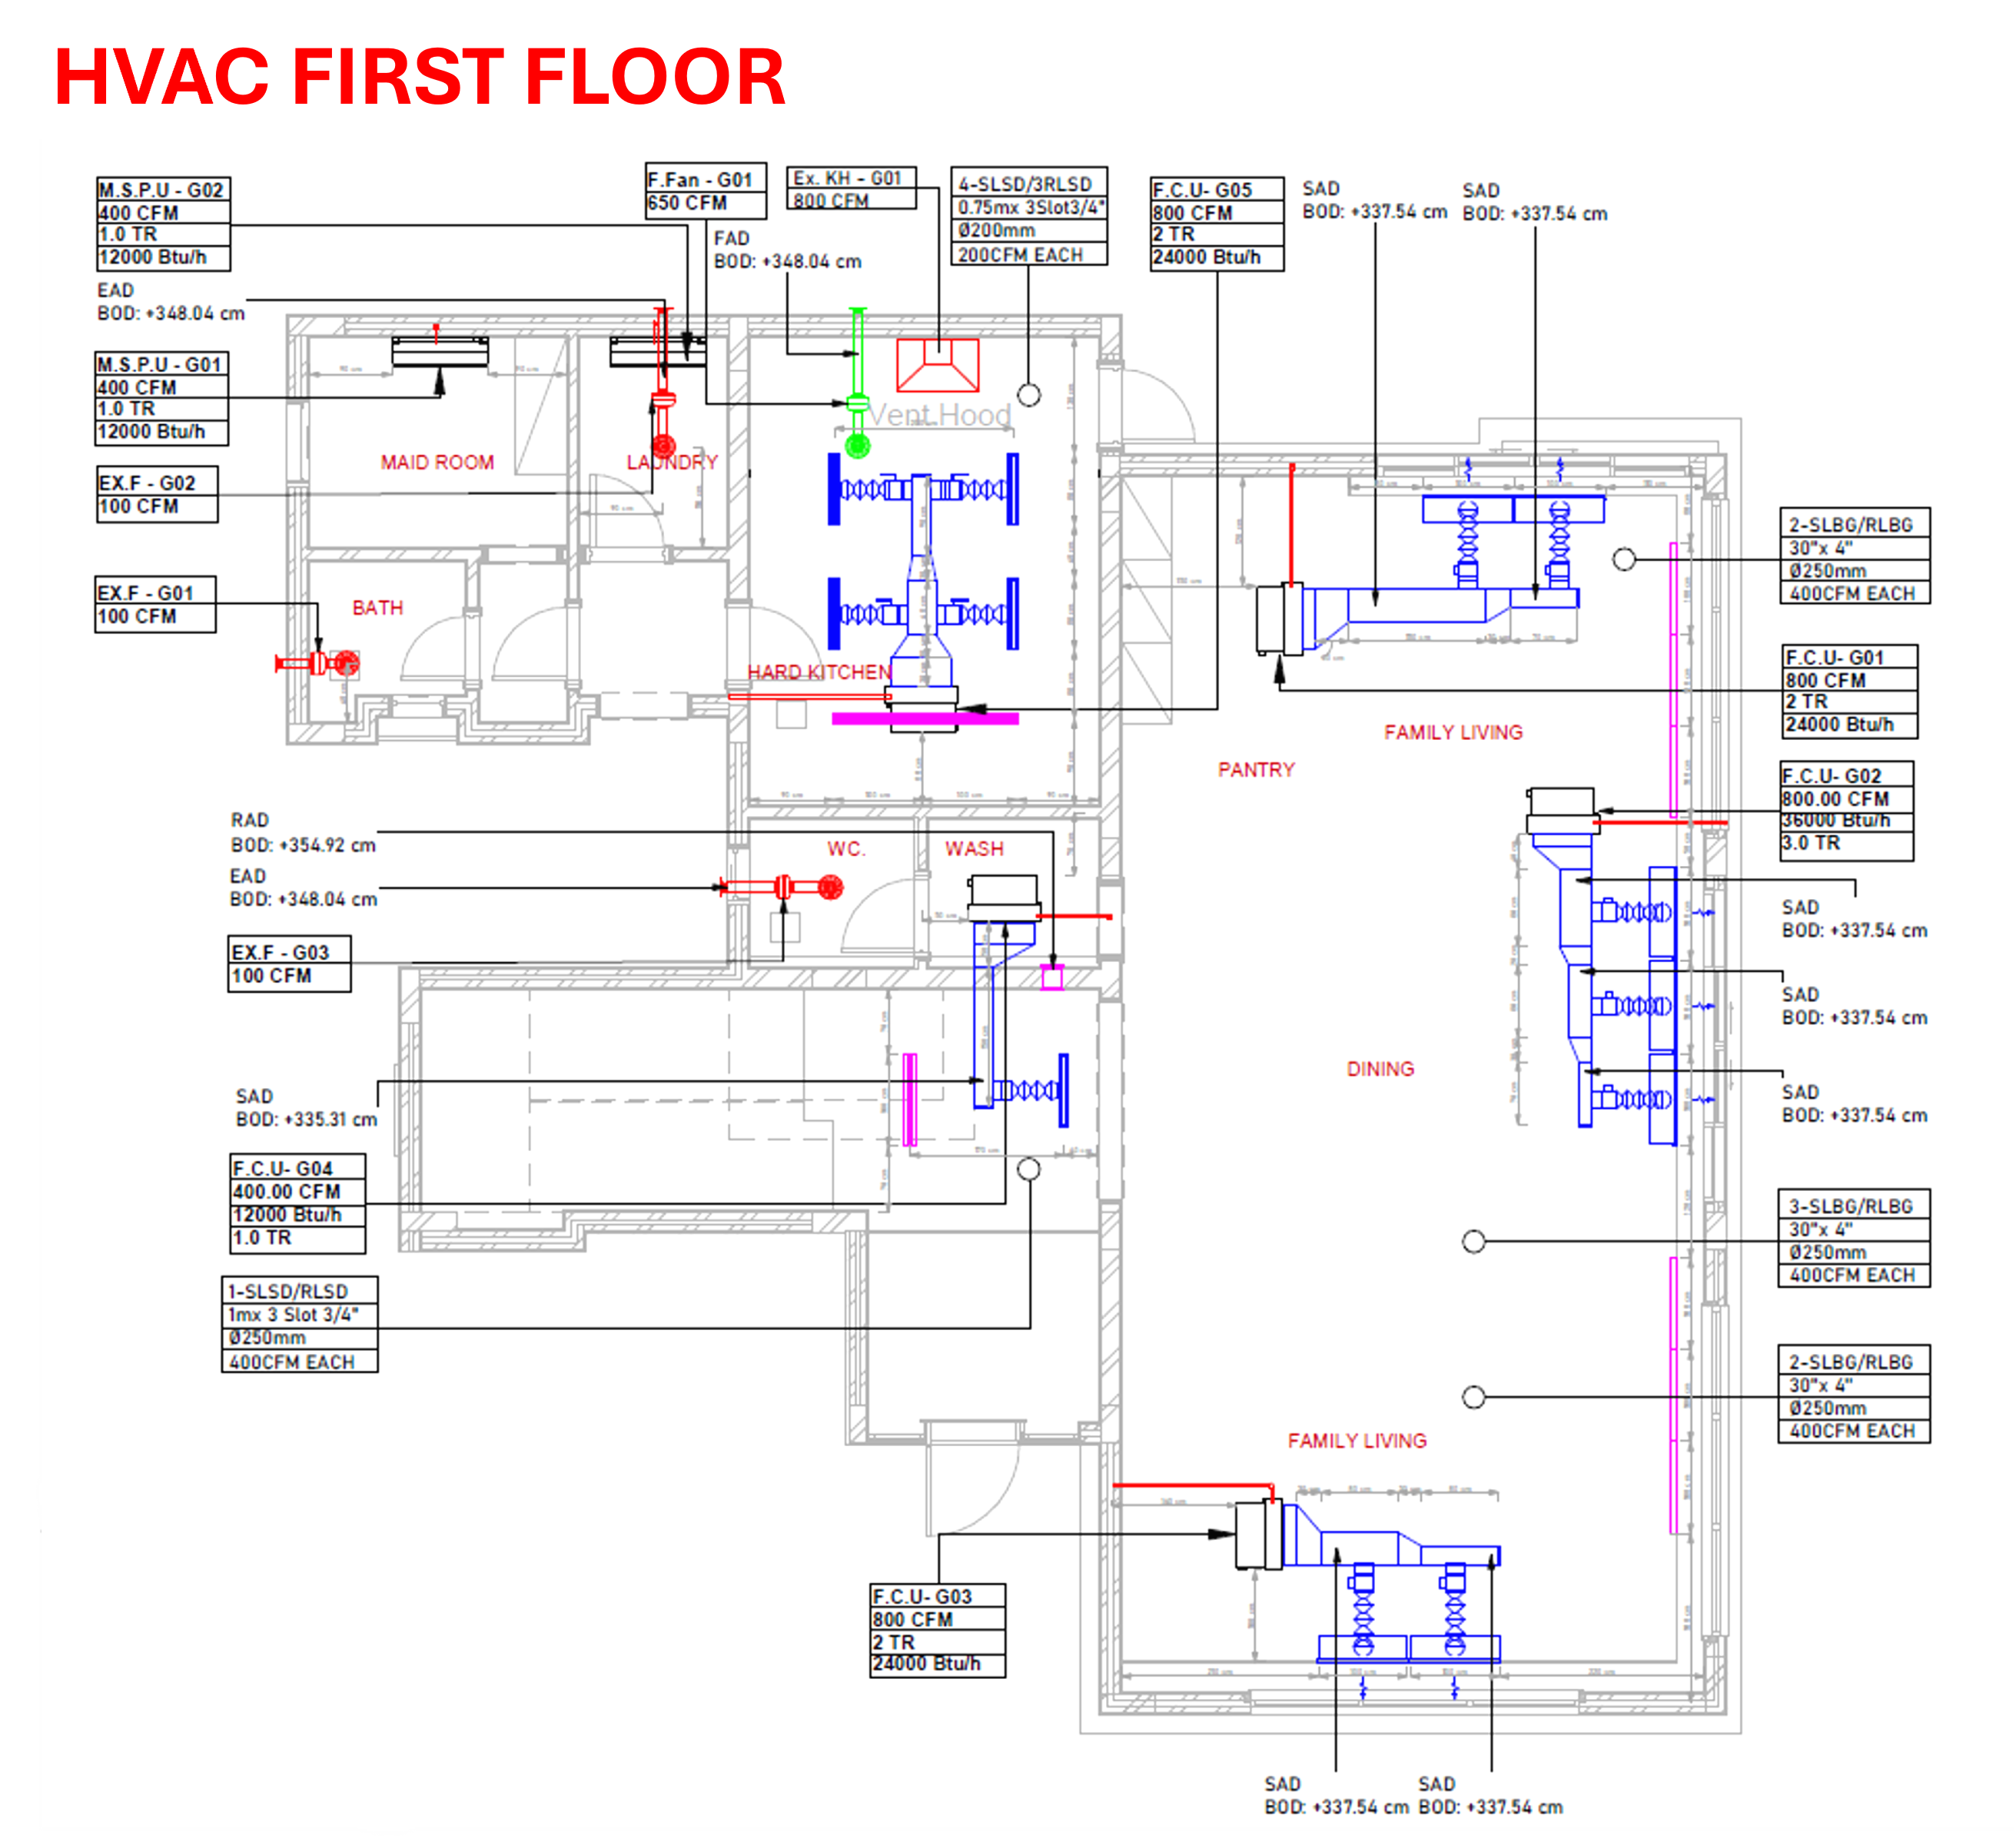 HVAC FIRST FLOOR
M.S.P.U - G02
400 CFM
1.0 TR
12000 Btu/h
F.Fan - G01
650 CFM
Ex. KH - G01
800 CFM
4-SLSD/3RLSD
0.75mx 3Slot3/4"
Ø200mm
200CFM EACH
F.C.U- G05
800 CFM
2 TR
24000 Btu/h
SAD
BOD: +337.54 cm
SAD
BOD: +337.54 cm
FAD
BOD: +348.04 cm
EAD
BOD: +348.04 cm
M.S.P.U - G01
400 CFM
1.0 TR
12000 Btu/h
Vent Hood
MAID ROOM
LAUNDRY
EX.F - G02
100 CFM
2-SLBG/RLBG
30"x 4"
Ø250mm
400CFM EACH
EX.F - G01
100 CFM
BATH
HARD KITCHEN
F.C.U- G01
800 CFM
2 TR
24000 Btu/h
FAMILY LIVING
PANTRY
F.C.U- G02
800.00 CFM
36000 Btu/h
3.0 TR
RAD
BOD: +354.92 cm
WC.
WASH
EAD
BOD: +348.04 cm
SAD
BOD: +337.54 cm
EX.F - G03
100 CFM
SAD
BOD: +337.54 cm
DINING
SAD
BOD: +335.31 cm
SAD
BOD: +337.54 cm
F.C.U- G04
400.00 CFM
12000 Btu/h
1.0 TR
3-SLBG/RLBG
30"x 4"
Ø250mm
400CFM EACH
1-SLSD/RLSD
1mx 3 Slot 3/4"
Ø250mm
400CFM EACH
2-SLBG/RLBG
30"x 4"
Ø250mm
400CFM EACH
FAMILY LIVING
F.C.U- G03
800 CFM
2 TR
24000 Btu/h
SAD
BOD: +337.54 cm
SAD
BOD: +337.54 cm